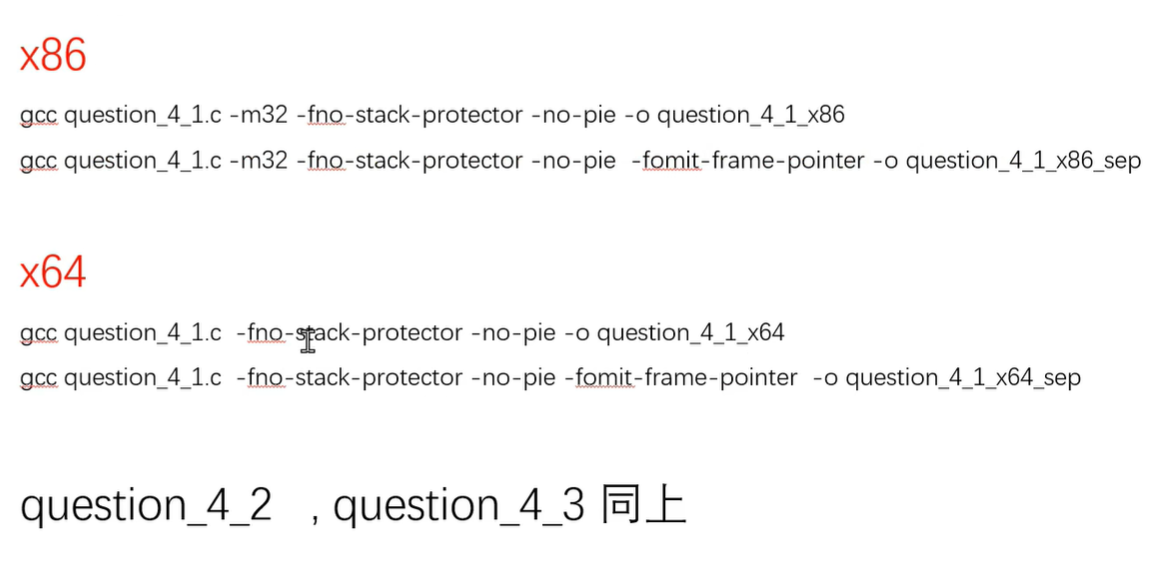 x86
gcc question_4_1.c -m32 -fno-stack-protector -no-pie -o question_4_1_x86
gcc question_4_1.c -m32 -fno-stack-protector -no-pie  -fomit-frame-pointer -o question_4_1_x86_sep
x64
gcc question_4_1.c  -fno-stack-protector -no-pie -o question_4_1_x64
gcc question_4_1.c  -fno-stack-protector -no-pie -fomit-frame-pointer  -o question_4_1_x64_sep
question_4_2   , question_4_3 同上